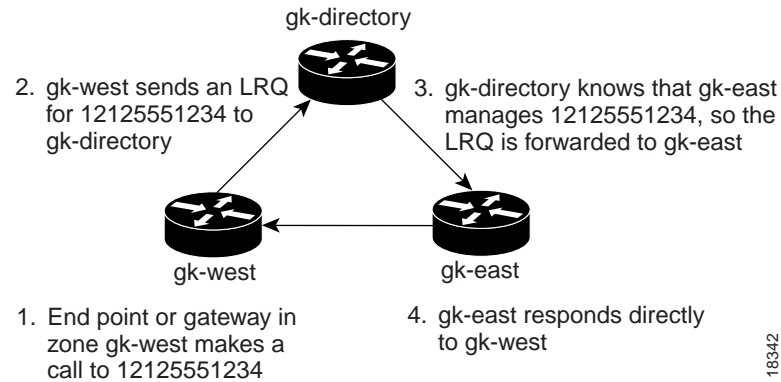 gk-directory
2. gk-west sends an LRQ
for 12125551234 to
gk-directory
3. gk-directory knows that gk-east
manages 12125551234, so the
LRQ is forwarded to gk-east
gk-west
gk-east
1. End point or gateway in
zone gk-west makes a
call to 12125551234
4. gk-east responds directly
to gk-west
18342